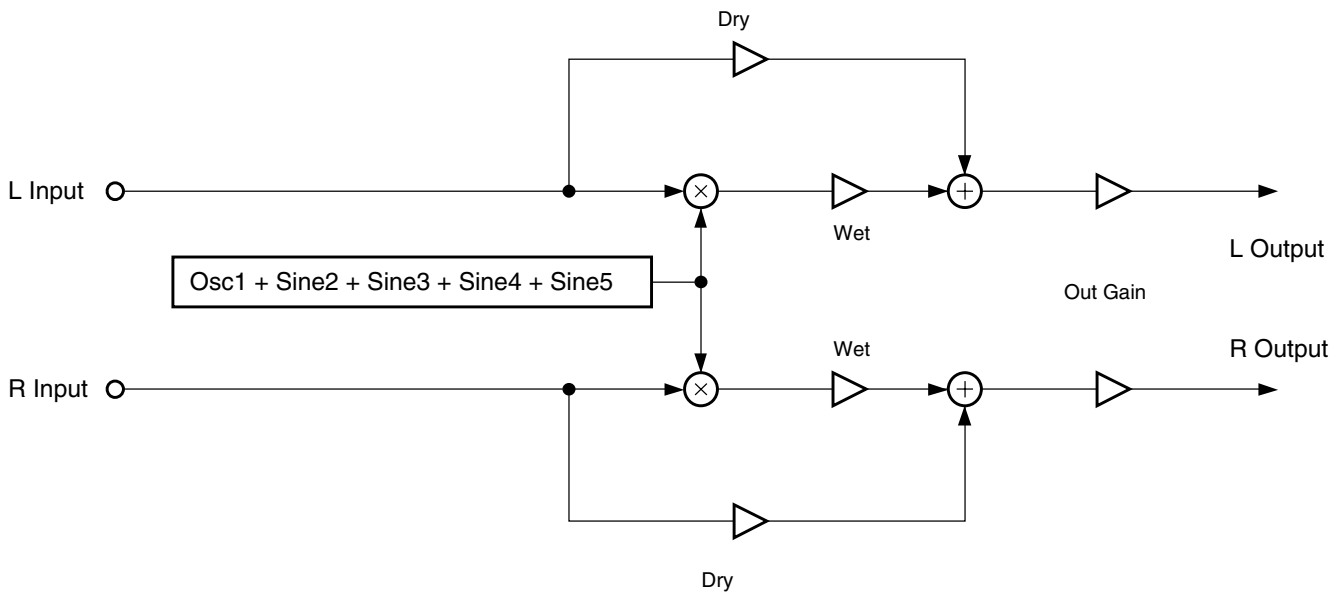 Dry
L Input
Wet
L Output
Osc1 + Sine2 + Sine3 + Sine4 + Sine5
Out Gain
Wet
R Output
R Input
Dry